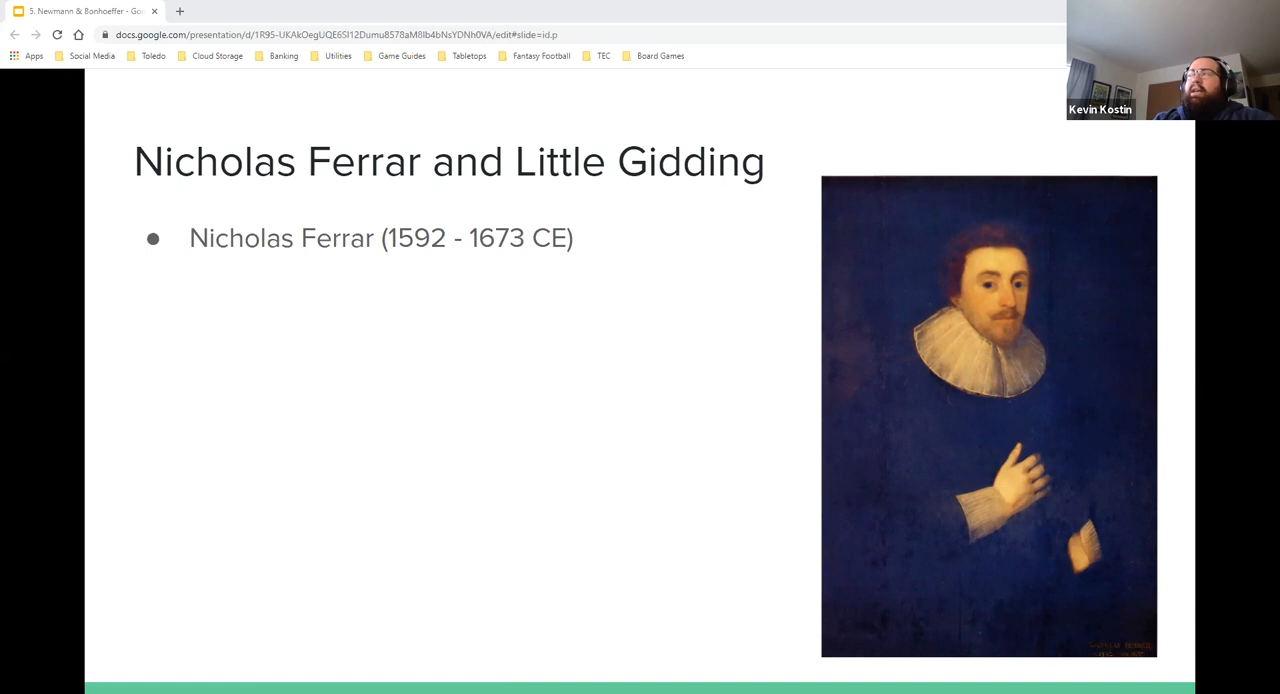 5. Newmann & Bonhoeffer - Goo
docs.google.com/presentation/d/1R95-UKAkOegUQE6SI12Dumu8578aM8Ib4bNsYDNh0VA/edit#slide=id.p
Apps Social Media Toledo Cloud Storage Banking Utilities Game Guides Tabletops Fantasy Football TEC Board Games
Kevin Kostin
Nicholas Ferrar and Little Gidding
● Nicholas Ferrar (1592 - 1673 CE)